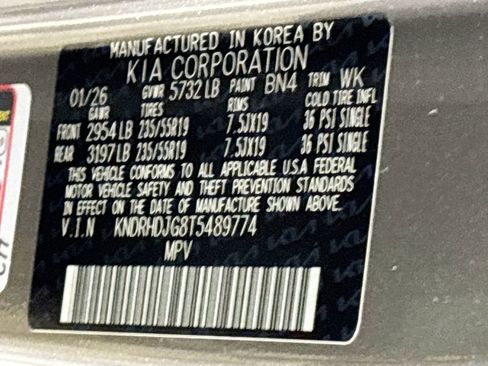 MANUFACTURED IN KOREA BY
KIA CORPORATION
01/26 GVWR 5732 LB PAINT BN4 TRIM WK
GAWR TIRES RIMS COLD TIRE INFL
FRONT 2954 LB 235/55R19 7.5JX19 36 PSI SINGLE
REAR 3197 LB 235/55R19 7.5JX19 36 PSI SINGLE
THIS VEHICLE CONFORMS TO ALL APPLICABLE U.S.A FEDERAL
MOTOR VEHICLE SAFETY AND THEFT PREVENTION STANDARDS
IN EFFECT ON THE DATE OF MANUFACTURE SHOWN ABOVE.
V.I.N KNDRHDJG8T5489774
MPV